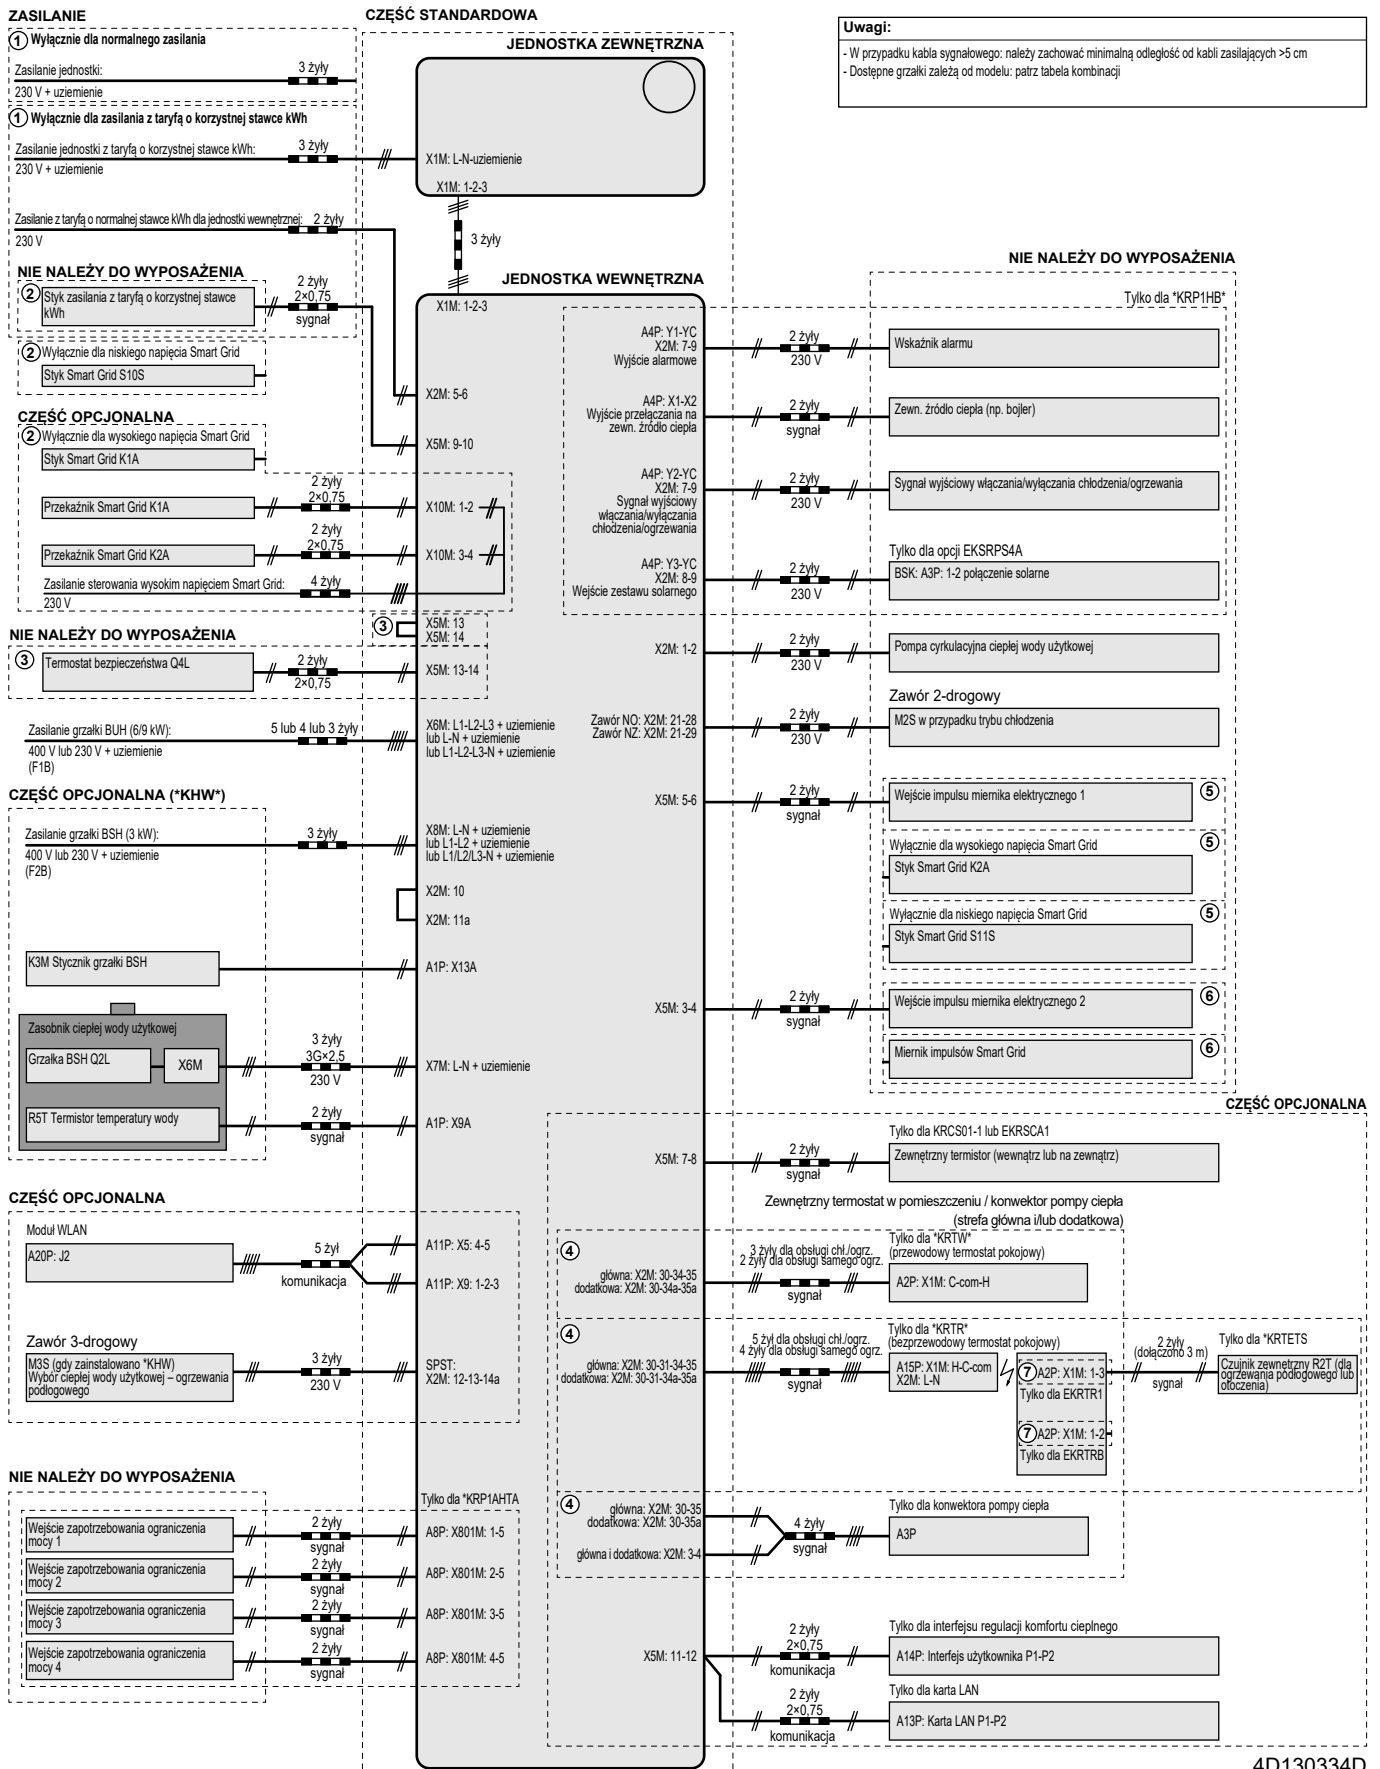 ZASILANIE
① Wyłącznie dla normalnego zasilania
Zasilanie jednostki:
3 żyły
230 V + uziemienie
① Wyłącznie dla zasilania z taryfą o korzystnej stawce kWh
Zasilanie jednostki z taryfą o korzystnej stawce kWh:
3 żyły
230 V + uziemienie
Zasilanie z taryfą o normalnej stawce kWh dla jednostki wewnętrznej:
2 żyły
230 V
NIE NALEŻY DO WYPOSAŻENIA
② Styk zasilania z taryfą o korzystnej stawce
kWh
2 żyły
2×0,75
sygnał
② Wyłącznie dla niskiego napięcia Smart Grid
Styk Smart Grid S10S
CZĘŚĆ OPCJONALNA
② Wyłącznie dla wysokiego napięcia Smart Grid
Styk Smart Grid K1A
Przekaźnik Smart Grid K1A
2 żyły
2×0,75
Przekaźnik Smart Grid K2A
2 żyły
2×0,75
Zasilanie sterowania wysokim napięciem Smart Grid:
4 żyły
230 V
NIE NALEŻY DO WYPOSAŻENIA
③ Termostat bezpieczeństwa Q4L
2 żyły
2×0,75
Zasilanie grzałki BUH (6/9 kW):
5 lub 4 lub 3 żyły
400 V lub 230 V + uziemienie
(F1B)
CZĘŚĆ OPCJONALNA (*KHW*)
Zasilanie grzałki BSH (3 kW):
3 żyły
400 V lub 230 V + uziemienie
(F2B)
K3M Stycznik grzałki BSH
Zasobnik ciepłej wody użytkowej
Grzałka BSH Q2L
X6M
3 żyły
3G×2,5
230 V
R5T Termistor temperatury wody
2 żyły
sygnał
CZĘŚĆ OPCJONALNA
Moduł WLAN
A20P: J2
5 żył
komunikacja
Zawór 3-drogowy
M3S (gdy zainstalowano *KHW)
Wybór ciepłej wody użytkowej – ogrzewania
podłogowego
3 żyły
230 V
NIE NALEŻY DO WYPOSAŻENIA
Wejście zapotrzebowania ograniczenia
mocy 1
2 żyły
sygnał
Wejście zapotrzebowania ograniczenia
mocy 2
2 żyły
sygnał
Wejście zapotrzebowania ograniczenia
mocy 3
2 żyły
sygnał
Wejście zapotrzebowania ograniczenia
mocy 4
2 żyły
sygnał
CZĘŚĆ STANDARDOWA
JEDNOSTKA ZEWNĘTRZNA
X1M: L-N-uziemienie
X1M: 1-2-3
3 żyły
JEDNOSTKA WEWNĘTRZNA
X1M: 1-2-3
X2M: 5-6
X5M: 9-10
X10M: 1-2
X10M: 3-4
③
X5M: 13
X5M: 14
X5M: 13-14
X6M: L1-L2-L3 + uziemienie
lub L-N + uziemienie
lub L1-L2-L3-N + uziemienie
X8M: L-N + uziemienie
lub L1-L2 + uziemienie
lub L1/L2/L3-N + uziemienie
X2M: 10
X2M: 11a
A1P: X13A
X7M: L-N + uziemienie
A1P: X9A
A11P: X5: 4-5
A11P: X9: 1-2-3
SPST:
X2M: 12-13-14a
Tylko dla *KRP1AHTA
A8P: X801M: 1-5
A8P: X801M: 2-5
A8P: X801M: 3-5
A8P: X801M: 4-5
Uwagi:
- W przypadku kabla sygnałowego: należy zachować minimalną odległość od kabli zasilających >5 cm
- Dostępne grzałki zależą od modelu: patrz tabela kombinacji
NIE NALEŻY DO WYPOSAŻENIA
Tylko dla *KRP1HB*
A4P: Y1-YC
X2M: 7-9
Wyjście alarmowe
2 żyły
230 V
Wskaźnik alarmu
A4P: X1-X2
Wyjście przełączania na
zewn. źródło ciepła
2 żyły
sygnał
Zewn. źródło ciepła (np. bojler)
A4P: Y2-YC
X2M: 7-9
Sygnał wyjściowy
włączania/wyłączania
chłodzenia/ogrzewania
2 żyły
230 V
Sygnał wyjściowy włączania/wyłączania chłodzenia/ogrzewania
A4P: Y3-YC
X2M: 8-9
Wejście zestawu solarnego
2 żyły
230 V
Tylko dla opcji EKSRPS4A
BSK: A3P: 1-2 połączenie solarne
X2M: 1-2
2 żyły
230 V
Pompa cyrkulacyjna ciepłej wody użytkowej
Zawór 2-drogowy
Zawór NO: X2M: 21-28
Zawór NZ: X2M: 21-29
2 żyły
230 V
M2S w przypadku trybu chłodzenia
X5M: 5-6
2 żyły
sygnał
Wejście impulsu miernika elektrycznego 1 ⑤
Wyłącznie dla wysokiego napięcia Smart Grid ⑤
Styk Smart Grid K2A
Wyłącznie dla niskiego napięcia Smart Grid ⑤
Styk Smart Grid S11S
X5M: 3-4
2 żyły
sygnał
Wejście impulsu miernika elektrycznego 2 ⑥
Miernik impulsów Smart Grid ⑥
CZĘŚĆ OPCJONALNA
Tylko dla KRCS01-1 lub EKRSCA1
X5M: 7-8
2 żyły
sygnał
Zewnętrzny termistor (wewnątrz lub na zewnątrz)
Zewnętrzny termostat w pomieszczeniu / konwektor pompy ciepła
(strefa główna i/lub dodatkowa)
④
główna: X2M: 30-34-35
dodatkowa: X2M: 30-34a-35a
3 żyły dla obsługi chł./ogrz.
2 żyły dla obsługi samego ogrz.
sygnał
Tylko dla *KRTW*
(przewodowy termostat pokojowy)
A2P: X1M: C-com-H
④
główna: X2M: 30-31-34-35
dodatkowa: X2M: 30-31-34a-35a
5 żył dla obsługi chł./ogrz.
4 żyły dla obsługi samego ogrz.
sygnał
Tylko dla *KRTR*
(bezprzewodowy termostat pokojowy)
A15P: X1M: H-C-com
X2M: L-N
⑦ A2P: X1M: 1-3
Tylko dla EKRTR1
⑦ A2P: X1M: 1-2
Tylko dla EKRTRB
2 żyły
(dołączono 3 m)
sygnał
Tylko dla *KRTETS
Czujnik zewnętrzny R2T (dla
ogrzewania podłogowego lub
otoczenia)
④
główna: X2M: 30-35
dodatkowa: X2M: 30-35a
główna i dodatkowa: X2M: 3-4
4 żyły
sygnał
Tylko dla konwektora pompy ciepła
A3P
X5M: 11-12
2 żyły
2×0,75
komunikacja
Tylko dla interfejsu regulacji komfortu cieplnego
A14P: Interfejs użytkownika P1-P2
2 żyły
2×0,75
komunikacja
Tylko dla karta LAN
A13P: Karta LAN P1-P2
4D130334D